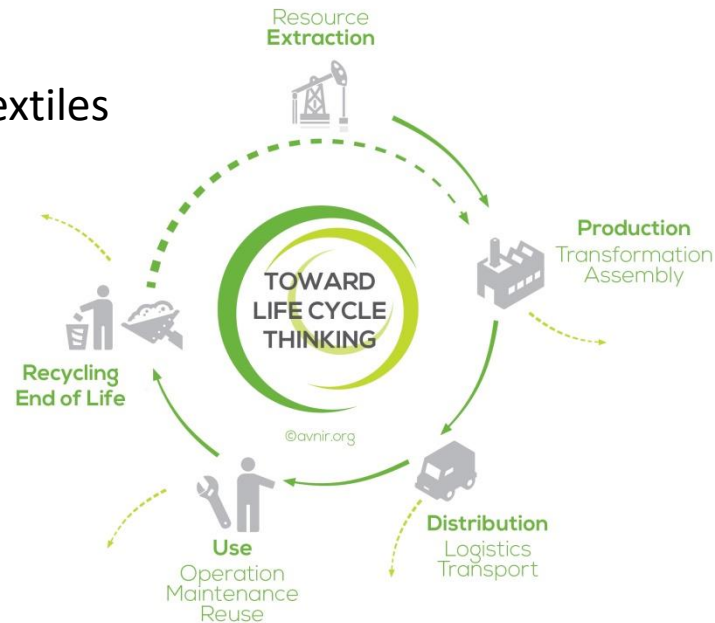 Resource
Extraction
extiles
Production
Transformation
Assembly
TOWARD
LIFE CYCLE
THINKING
Recycling
End of Life
©avnir.org
Distribution
Logistics
Transport
Use
Operation
Maintenance
Reuse